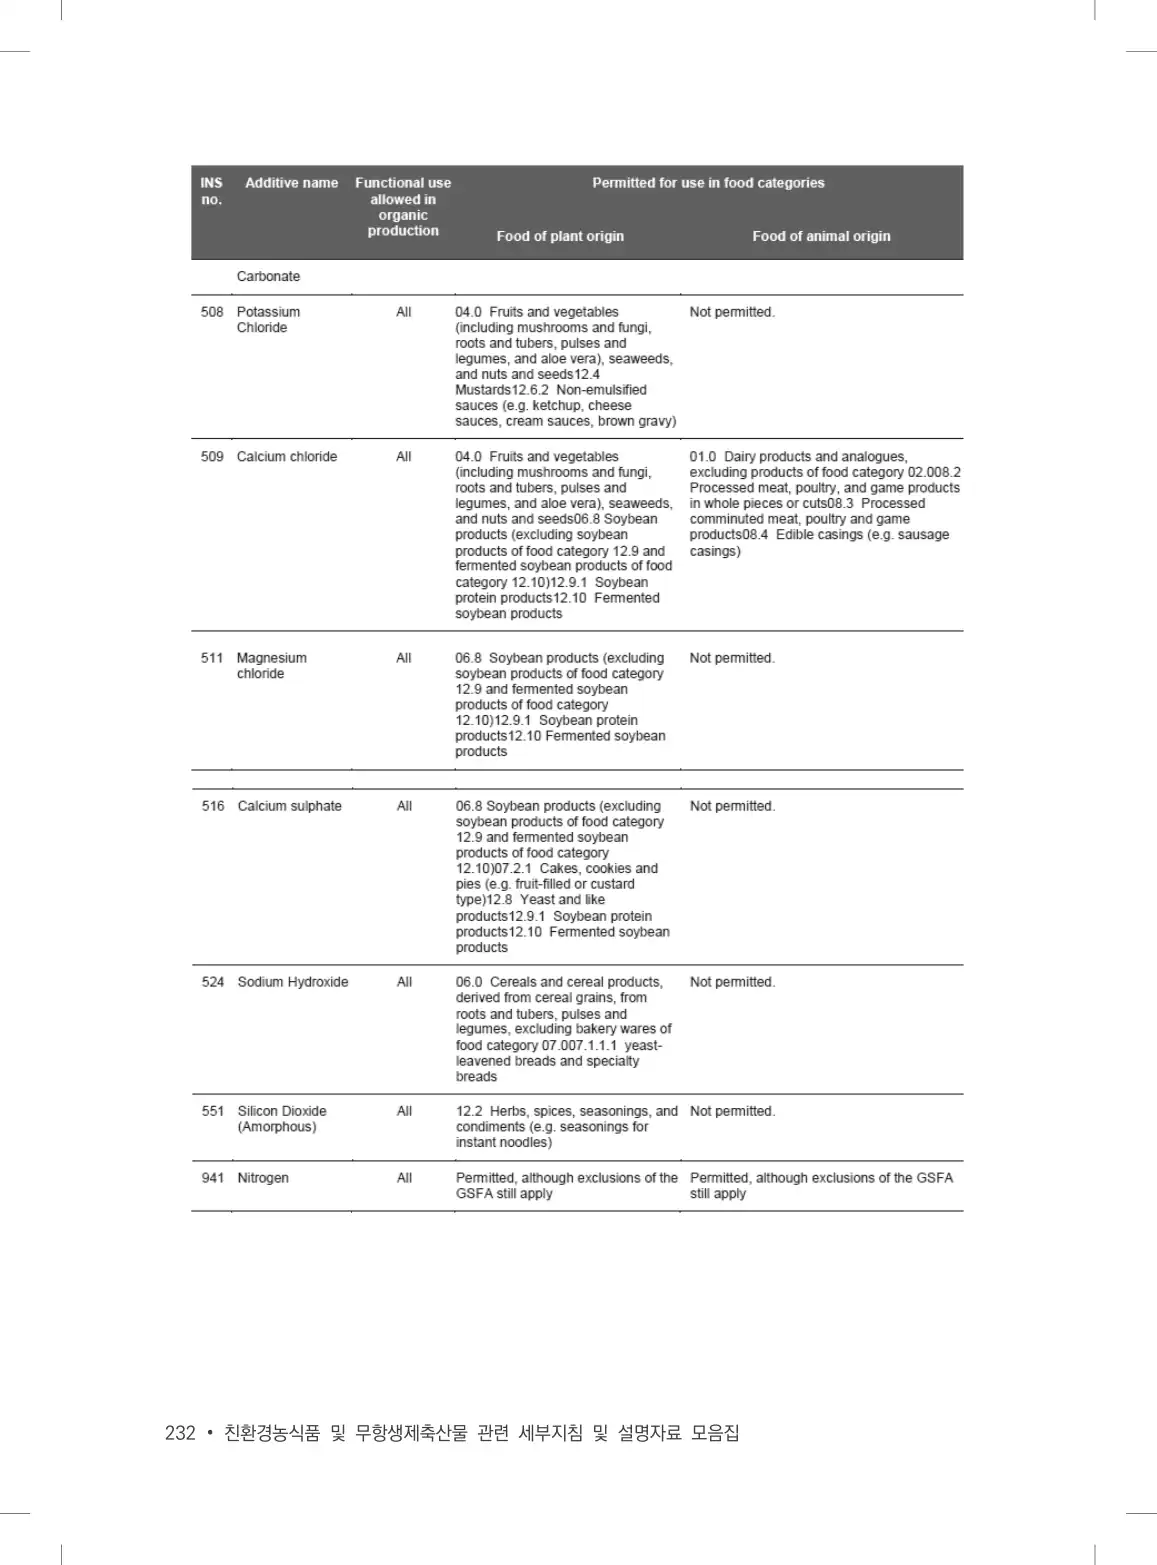 INS no.
Additive name
Functional use allowed in organic production
Permitted for use in food categories
Food of plant origin
Food of animal origin
Carbonate
508 Potassium Chloride
All
04.0 Fruits and vegetables
(including mushrooms and fungi,
roots and tubers, pulses and
legumes, and aloe vera), seaweeds,
and nuts and seeds12.4
Mustards12.6.2 Non-emulsified
sauces (e.g. ketchup, cheese
sauces, cream sauces, brown gravy)
Not permitted.
509 Calcium chloride
All
04.0 Fruits and vegetables
(including mushrooms and fungi,
roots and tubers, pulses and
legumes, and aloe vera), seaweeds,
and nuts and seeds06.8 Soybean
products (excluding soybean
products of food category 12.9 and
fermented soybean products of food
category 12.10)12.9.1 Soybean
protein products12.10 Fermented
soybean products
01.0 Dairy products and analogues,
excluding products of food category 02.008.2
Processed meat, poultry, and game products
in whole pieces or cuts08.3 Processed
comminuted meat, poultry and game
products08.4 Edible casings (e.g. sausage
casings)
511 Magnesium chloride
All
06.8 Soybean products (excluding
soybean products of food category
12.9 and fermented soybean
products of food category
12.10)12.9.1 Soybean protein
products12.10 Fermented soybean
products
Not permitted.
516 Calcium sulphate
All
06.8 Soybean products (excluding
soybean products of food category
12.9 and fermented soybean
products of food category
12.10)07.2.1 Cakes, cookies and
pies (e.g. fruit-filled or custard
type)12.8 Yeast and like
products12.9.1 Soybean protein
products12.10 Fermented soybean
products
Not permitted.
524 Sodium Hydroxide
All
06.0 Cereals and cereal products,
derived from cereal grains, from
roots and tubers, pulses and
legumes, excluding bakery wares of
food category 07.007.1.1.1 yeast-
leavened breads and specialty
breads
Not permitted.
551 Silicon Dioxide (Amorphous)
All
12.2 Herbs, spices, seasonings, and
condiments (e.g. seasonings for
instant noodles)
Not permitted.
941 Nitrogen
All
Permitted, although exclusions of the
GSFA still apply
Permitted, although exclusions of the GSFA
still apply
232 • 친환경농식품 및 무항생제축산물 관련 세부지침 및 설명자료 모음집